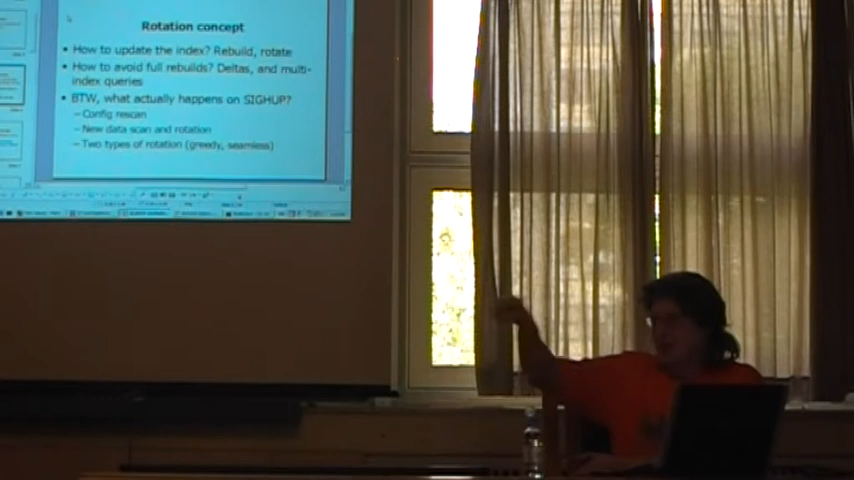 Rotation concept
• How to update the index? Rebuild, rotate
• How to avoid full rebuilds? Deltas, and multi-
index queries
• BTW, what actually happens on SIGHUP?
– Config rescan
– New data scan and rotation
– Two types of rotation (greedy, seamless)